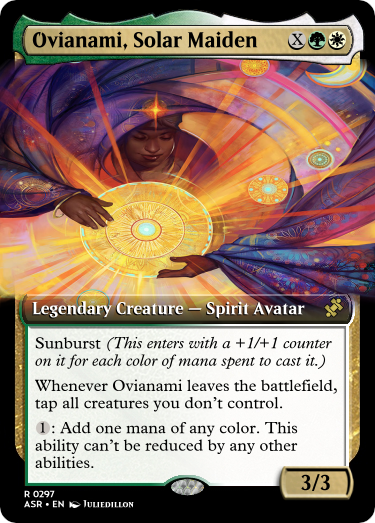 Ovianami, Solar Maiden X
Legendary Creature — Spirit Avatar
Sunburst (This enters with a +1/+1 counter
on it for each color of mana spent to cast it.)
Whenever Ovianami leaves the battlefield,
tap all creatures you don't control.
1: Add one mana of any color. This
ability can't be reduced by any other
abilities.
3/3
R 0297
ASR • EN JULIEDILLON